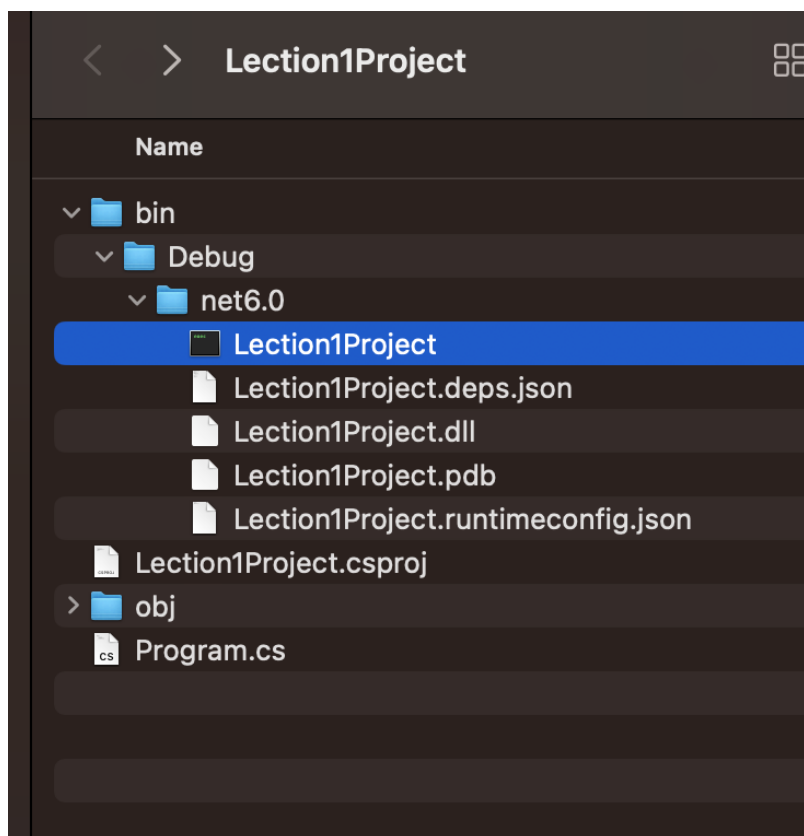 Lection1Project
Name
bin
Debug
net6.0
Lection1Project
Lection1Project.deps.json
Lection1Project.dll
Lection1Project.pdb
Lection1Project.runtimeconfig.json
Lection1Project.csproj
obj
cs Program.cs